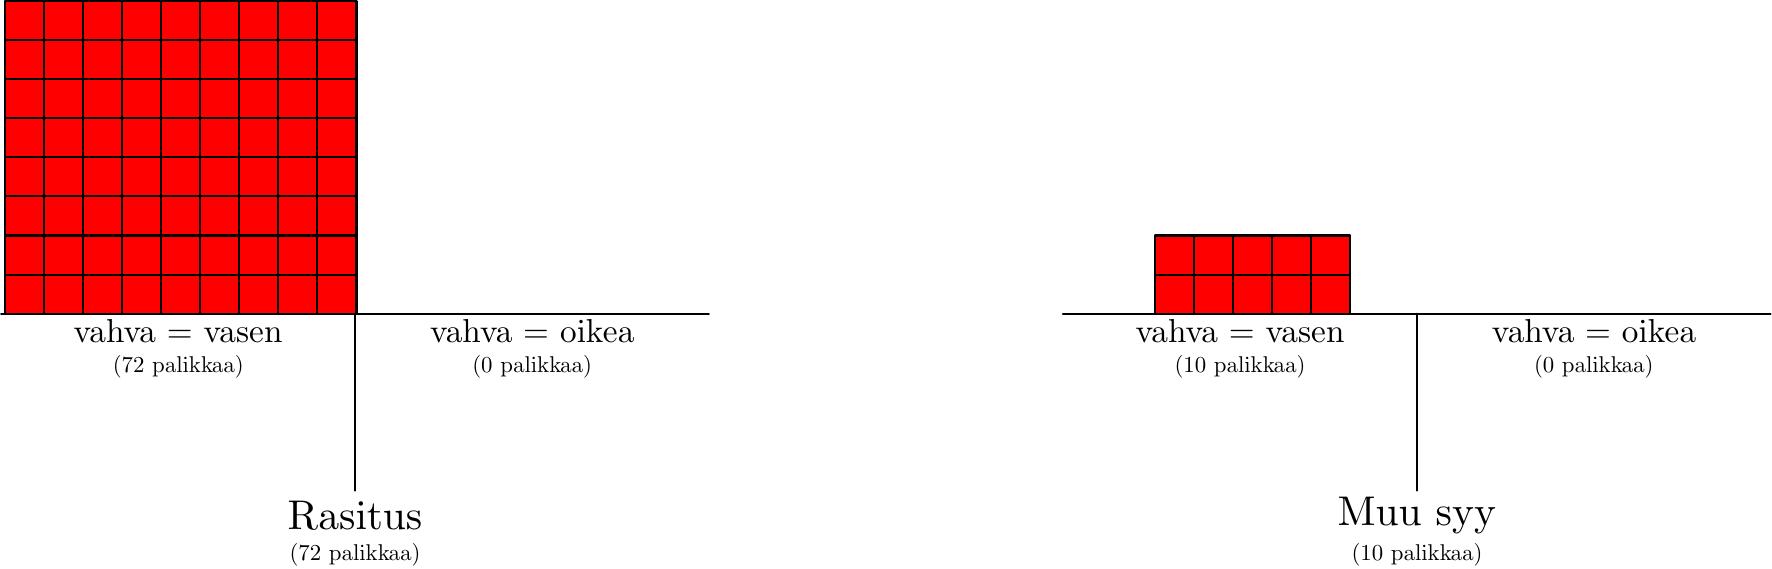 vahva = vasen
(72 palikkaa)
vahva = oikea
(0 palikkaa)
Rasitus
(72 palikkaa)
vahva = vasen
(10 palikkaa)
vahva = oikea
(0 palikkaa)
Muu syy
(10 palikkaa)